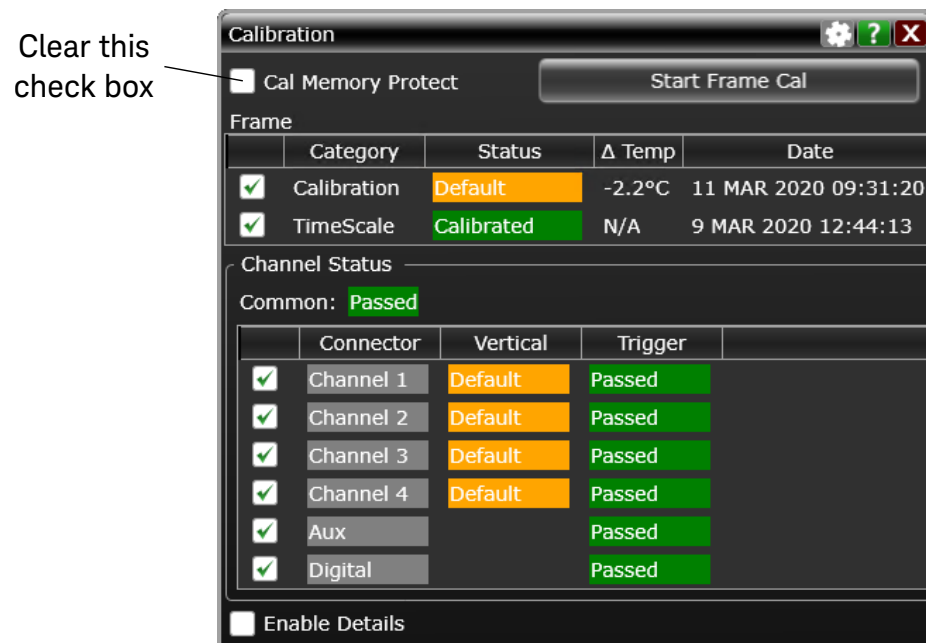 Clear this
check box
Calibration ?  X
Cal Memory Protect Start Frame Cal
Frame
Category Status Δ Temp Date
Calibration Default -2.2°C 11 MAR 2020 09:31:20
TimeScale Calibrated N/A 9 MAR 2020 12:44:13
Channel Status
Common: Passed
Connector Vertical Trigger
Channel 1 Default Passed
Channel 2 Default Passed
Channel 3 Default Passed
Channel 4 Default Passed
Aux Passed
Digital Passed
Enable Details